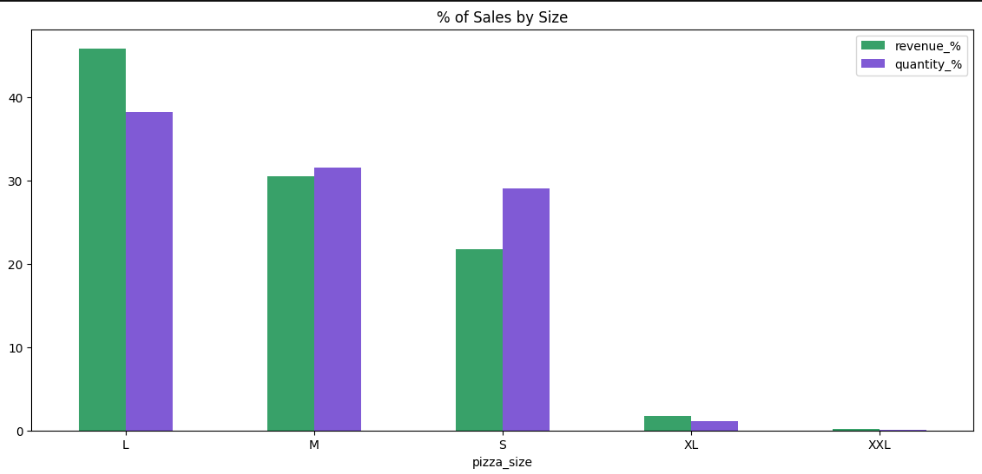 % of Sales by Size
revenue_%
quantity_%
40
30
20
10
0
L M S XL XXL
pizza_size